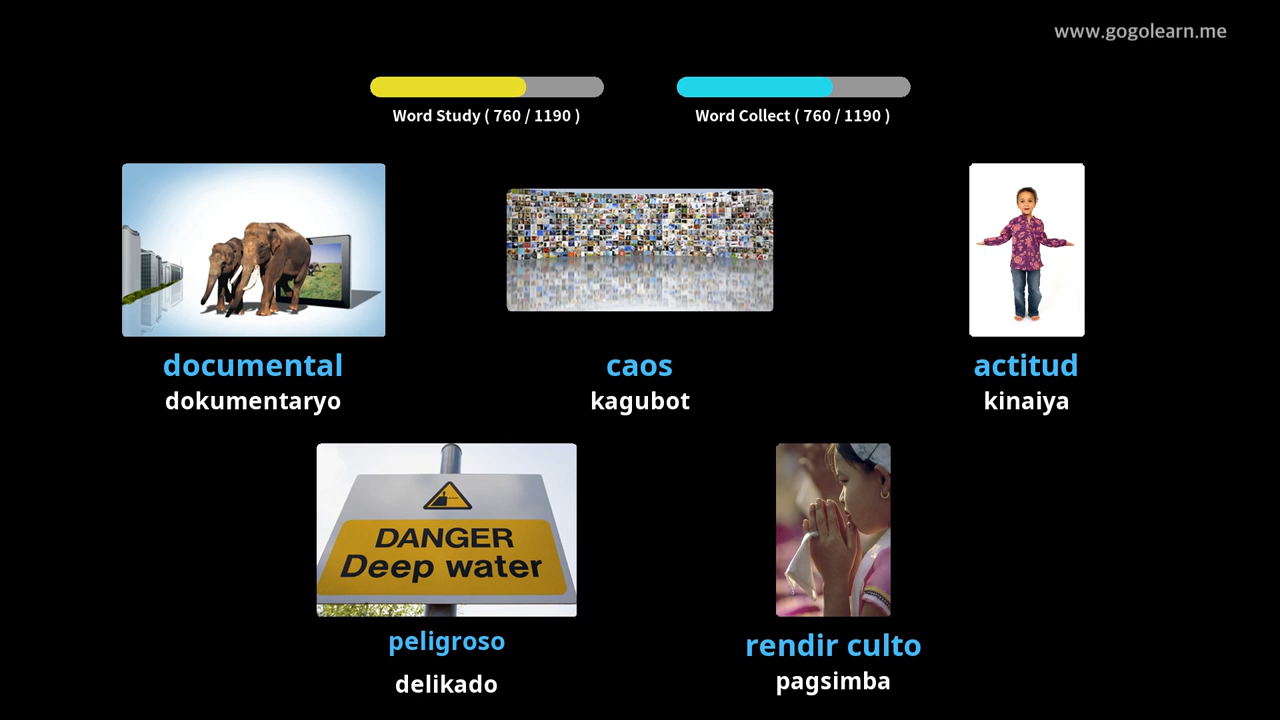 www.gogolearn.me
Word Study ( 760 / 1190 )
Word Collect ( 760 / 1190 )
documental
dokumentaryo
caos
kagubot
actitud
kinaiya
DANGER
Deep water
peligroso
delikado
rendir culto
pagsimba